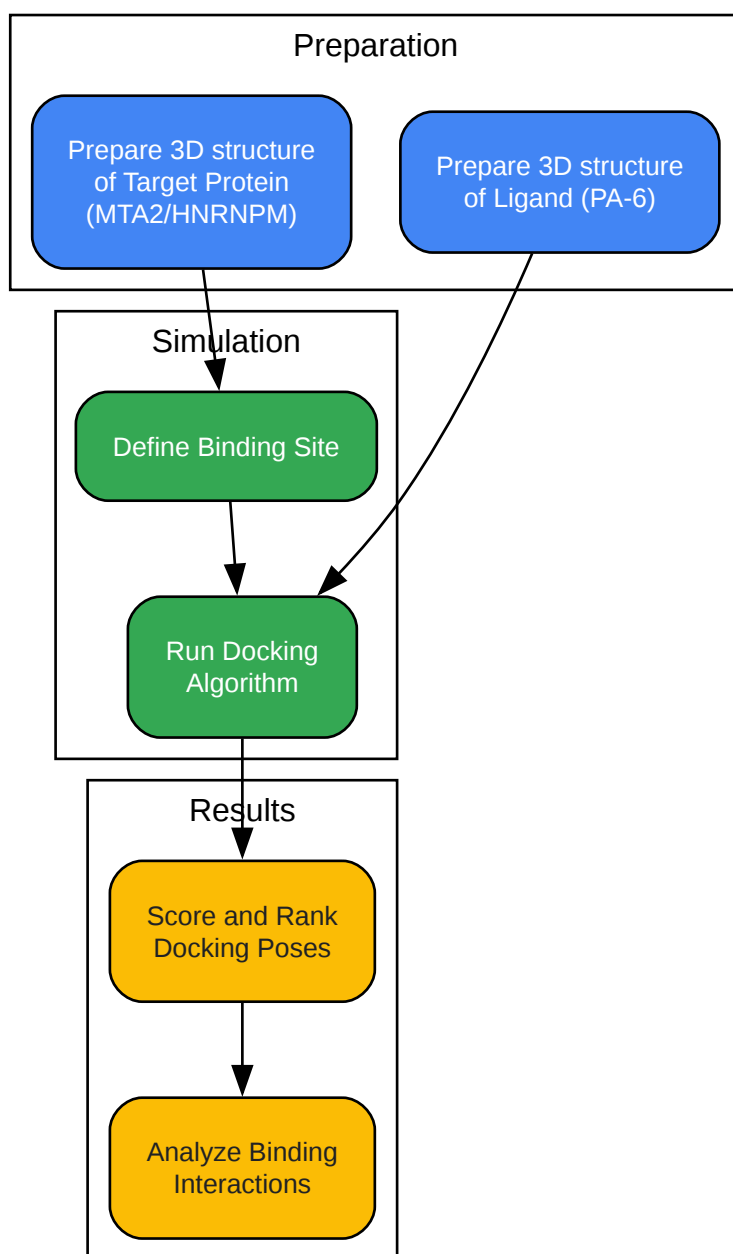 Preparation
Prepare 3D structure
of Target Protein
(MTA2/HNRNPM)
Prepare 3D structure
of Ligand (PA-6)
Simulation
Define Binding Site
Run Docking
Algorithm
Results
Score and Rank
Docking Poses
Analyze Binding
Interactions